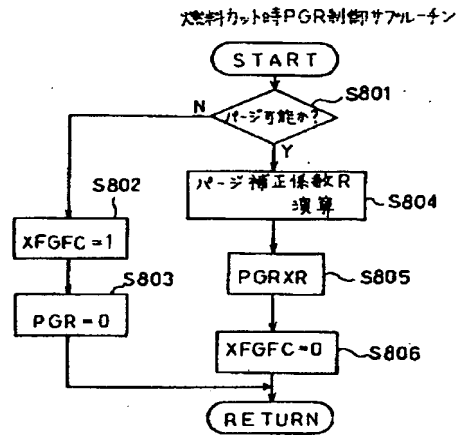 燃料カット時PGR制御サブルーチン
START
S801
N
パージ可能か?
Y
S802
パージ補正係数R
演算
S804
XFGFC=1
S803
PGRXR
S805
PGR=0
XFGFC=0
S806
RETURN